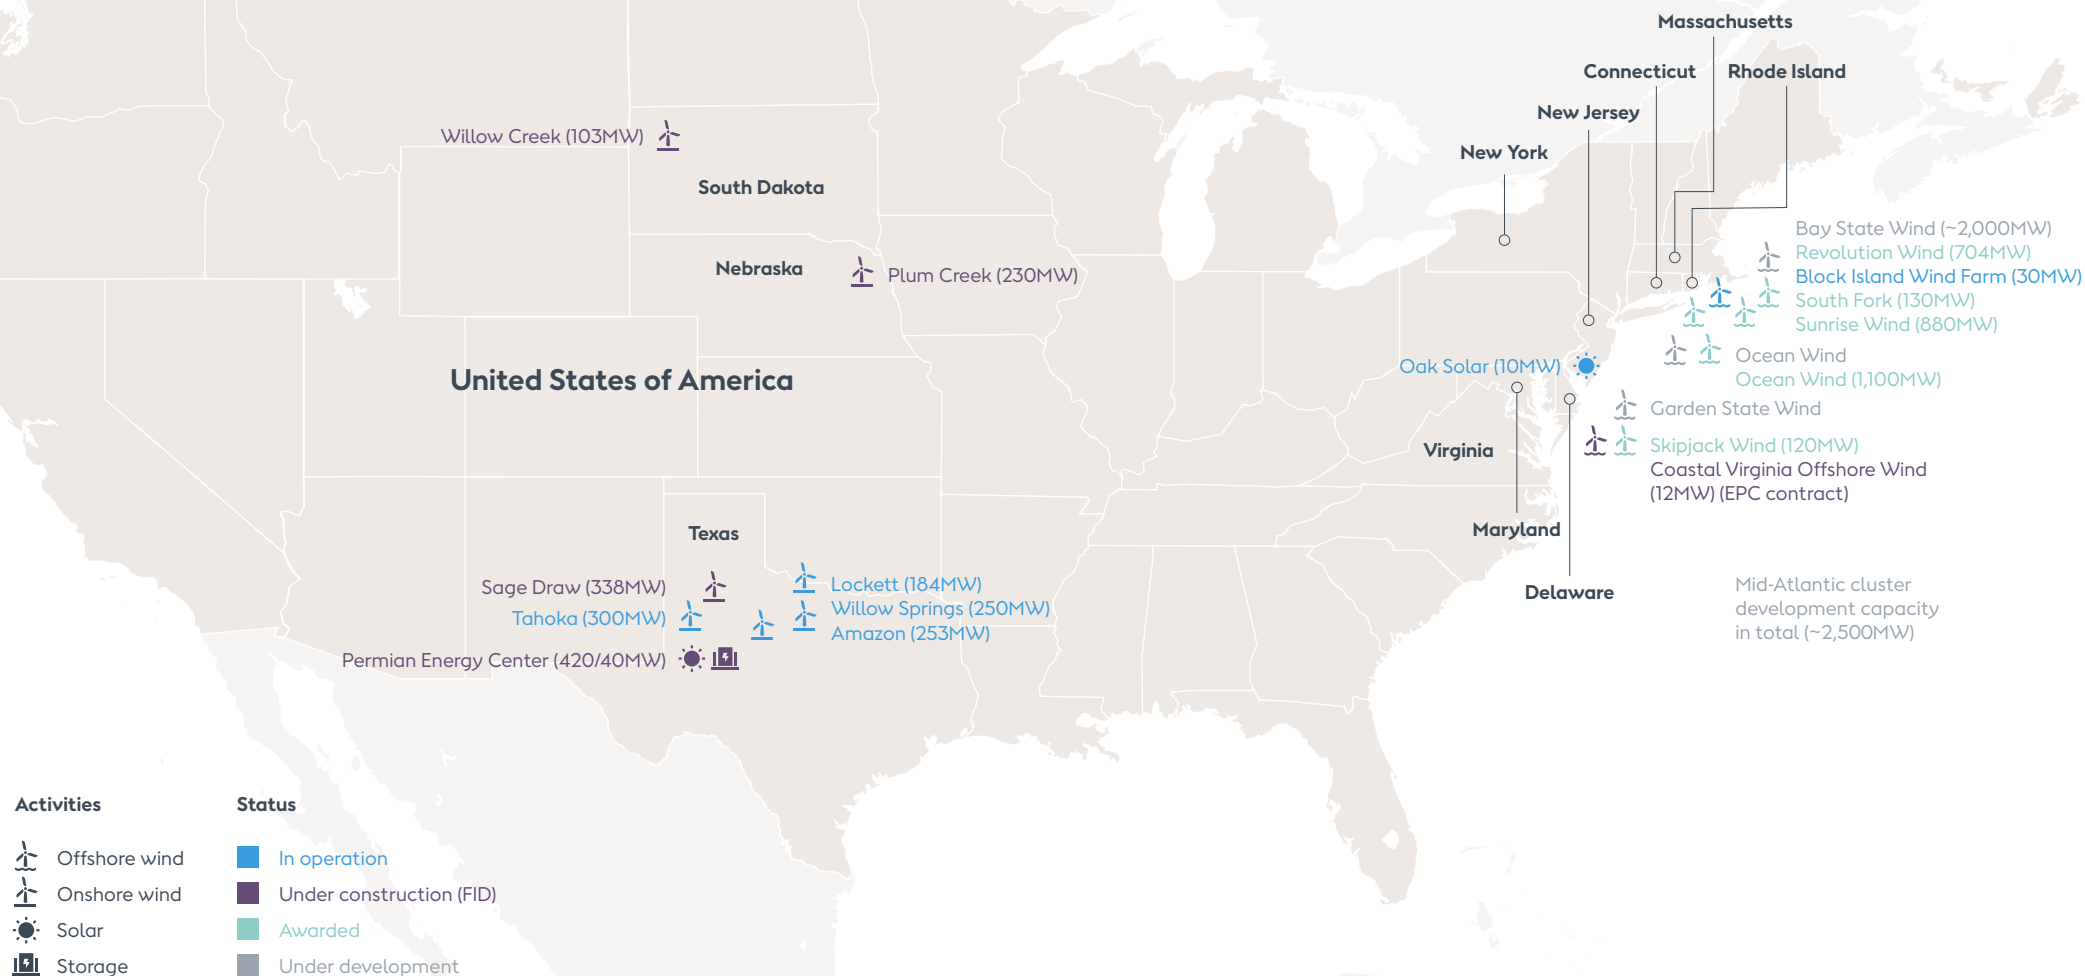 Massachusetts
Connecticut
Rhode Island
New Jersey
New York
Willow Creek (103MW)
South Dakota
Nebraska
Plum Creek (230MW)
United States of America
Bay State Wind (~2,000MW)
Revolution Wind (704MW)
Block Island Wind Farm (30MW)
South Fork (130MW)
Sunrise Wind (880MW)
Ocean Wind
Ocean Wind (1,100MW)
Oak Solar (10MW)
Garden State Wind
Virginia
Skipjack Wind (120MW)
Coastal Virginia Offshore Wind
(12MW) (EPC contract)
Maryland
Delaware
Texas
Sage Draw (338MW)
Tahoka (300MW)
Lockett (184MW)
Willow Springs (250MW)
Amazon (253MW)
Permian Energy Center (420/40MW)
Mid-Atlantic cluster
development capacity
in total (~2,500MW)
Activities
Offshore wind
Onshore wind
Solar
Storage
Status
In operation
Under construction (FID)
Awarded
Under development